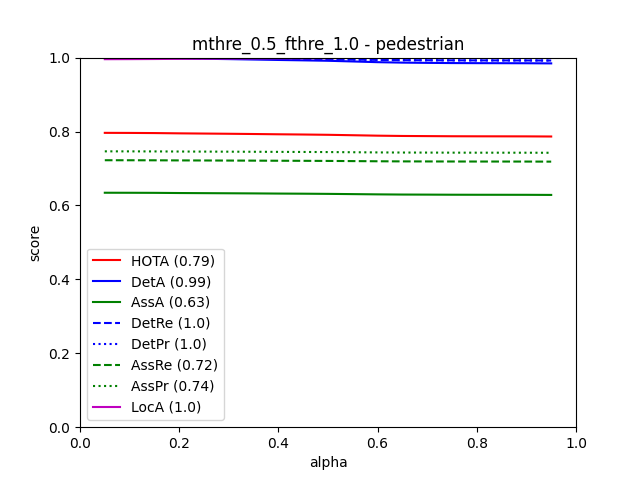 mthre_0.5_fthre_1.0 - pedestrian
1.0
0.8
0.6
0.4
0.2
0.0
score
HOTA (0.79)
DetA (0.99)
AssA (0.63)
DetRe (1.0)
DetPr (1.0)
AssRe (0.72)
AssPr (0.74)
LocA (1.0)
0.0 0.2 0.4 0.6 0.8 1.0
alpha